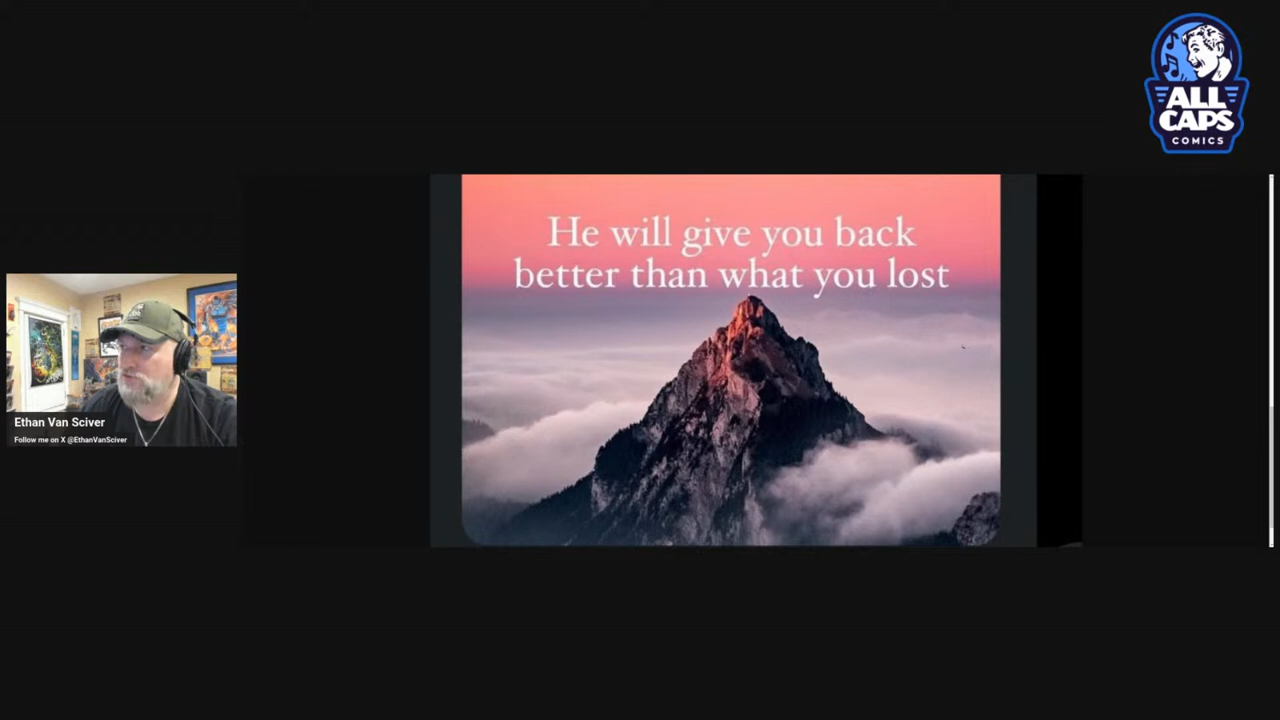 ALL
CAPS
COMICS
He will give you back
better than what you lost
Ethan Van Sciver
Follow me on X @EthanVanSciver